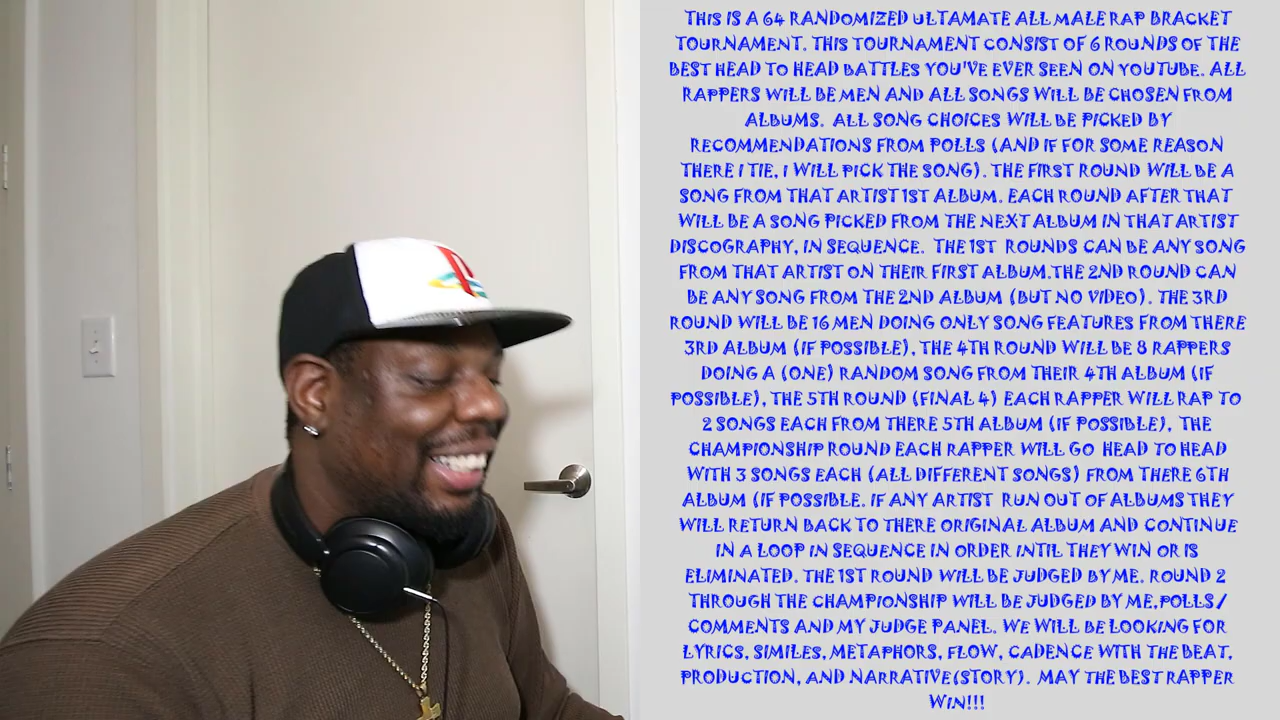 THIS IS A 64 RANDOMIZED ULTAMATE ALL MALE RAP BRACKET
TOURNAMENT. THIS TOURNAMENT CONSIST OF 6 ROUNDS OF THE
BEST HEAD TO HEAD BATTLES YOU'VE EVER SEEN ON YOUTUBE. ALL
RAPPERS WILL BE MEN AND ALL SONGS WILL BE CHOSEN FROM
ALBUMS. ALL SONG CHOICES WILL BE PICKED BY
RECOMMENDATIONS FROM POLLS (AND IF FOR SOME REASON
THERE I TIE, I WILL PICK THE SONG). THE FIRST ROUND WILL BE A
SONG FROM THAT ARTIST 1ST ALBUM. EACH ROUND AFTER THAT
WILL BE A SONG PICKED FROM THE NEXT ALBUM IN THAT ARTIST
DISCOGRAPHY, IN SEQUENCE. THE 1ST ROUNDS CAN BE ANY SONG
FROM THAT ARTIST ON THEIR FIRST ALBUM.THE 2ND ROUND CAN
BE ANY SONG FROM THE 2ND ALBUM (BUT NO VIDEO). THE 3RD
ROUND WILL BE 16 MEN DOING ONLY SONG FEATURES FROM THERE
3RD ALBUM (IF POSSIBLE), THE 4TH ROUND WILL BE 8 RAPPERS
DOING A (ONE) RANDOM SONG FROM THEIR 4TH ALBUM (IF
POSSIBLE), THE 5TH ROUND (FINAL 4) EACH RAPPER WILL RAP TO
2 SONGS EACH FROM THERE 5TH ALBUM (IF POSSIBLE), THE
CHAMPIONSHIP ROUND EACH RAPPER WILL GO HEAD TO HEAD
WITH 3 SONGS EACH (ALL DIFFERENT SONGS) FROM THERE 6TH
ALBUM (IF POSSIBLE. IF ANY ARTIST RUN OUT OF ALBUMS THEY
WILL RETURN BACK TO THERE ORIGINAL ALBUM AND CONTINUE
IN A LOOP IN SEQUENCE IN ORDER INTIL THEY WIN OR IS
ELIMINATED. THE 1ST ROUND WILL BE JUDGED BY ME. ROUND 2
THROUGH THE CHAMPIONSHIP WILL BE JUDGED BY ME,POLLS/
COMMENTS AND MY JUDGE PANEL. WE WILL BE LOOKING FOR
LYRICS, SIMILES, METAPHORS, FLOW, CADENCE WITH THE BEAT,
PRODUCTION, AND NARRATIVE(STORY). MAY THE BEST RAPPER
WIN!!!